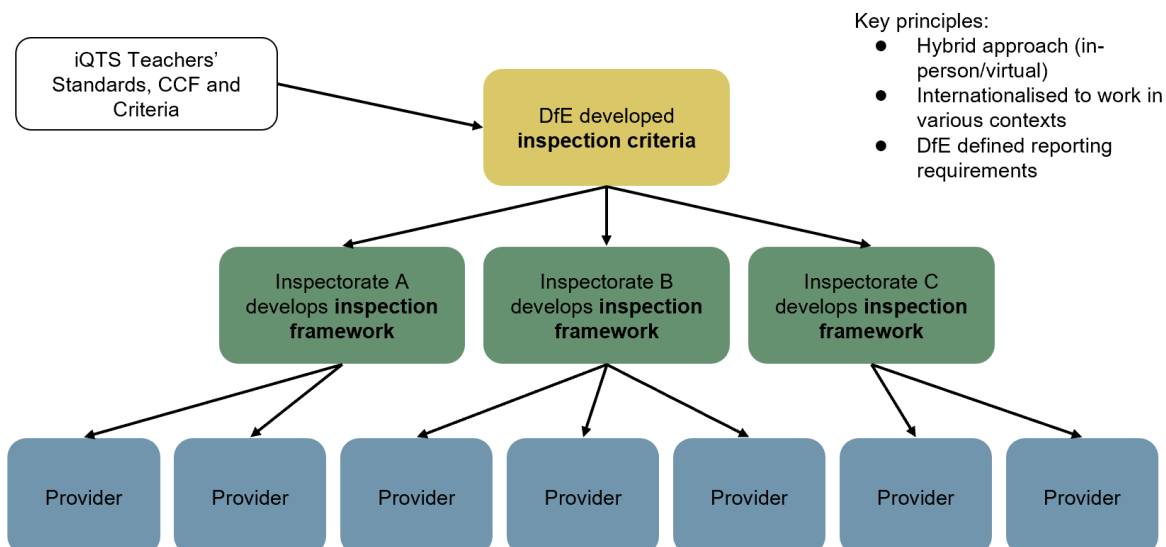 iQTS Teachers'
Standards, CCF and
Criteria
DfE developed
inspection criteria
Key principles:
● Hybrid approach (in-
person/virtual)
● Internationalised to work in
various contexts
● DfE defined reporting
requirements
Inspectorate A
develops inspection
framework
Inspectorate B
develops inspection
framework
Inspectorate C
develops inspection
framework
Provider
Provider
Provider
Provider
Provider
Provider
Provider